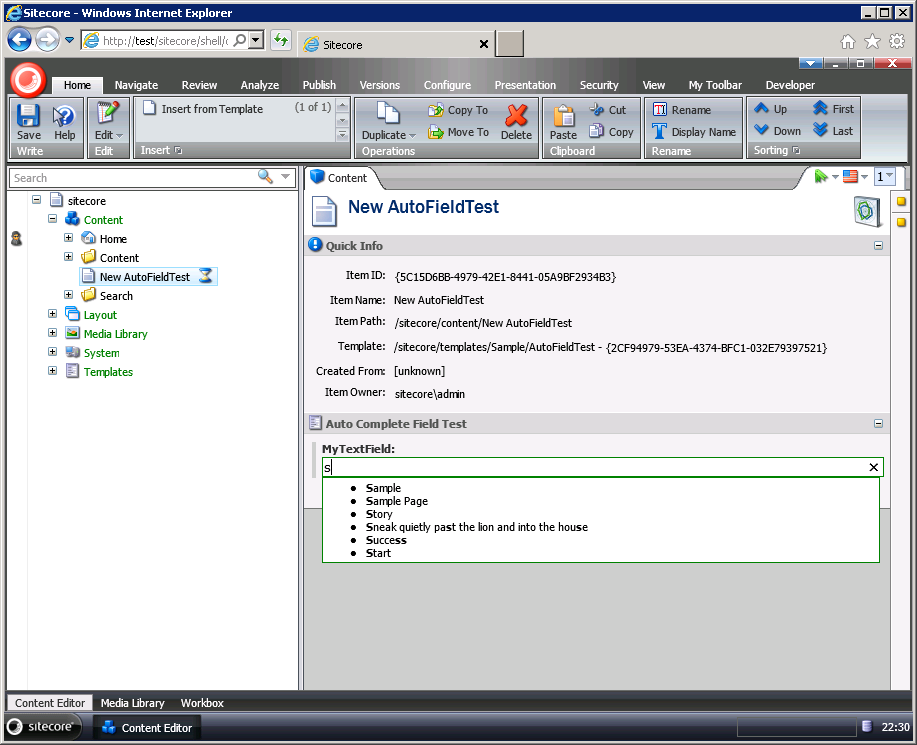 Sitecore - Windows Internet Explorer
http://test/sitecore/shell/
Sitecore
Home Navigate Review Analyze Publish Versions Configure Presentation Security View My Toolbar Developer
Save Help Edit Insert from Template (1 of 1) Duplicate Copy To Move To Delete Paste Cut Copy Rename Display Name Up Down First Last
Write Edit Insert Operations Clipboard Rename Sorting
Search
sitecore
Content
Home
Content
New AutoFieldTest
Search
Layout
Media Library
System
Templates
Content
1
New AutoFieldTest
Quick Info
Item ID: {5C15D6BB-4979-42E1-8441-05A9BF2934B3}
Item Name: New AutoFieldTest
Item Path: /sitecore/content/New AutoFieldTest
Template: /sitecore/templates/Sample/AutoFieldTest - {2CF94979-53EA-4374-BFC1-032E79397521}
Created From: [unknown]
Item Owner: sitecore\admin
Auto Complete Field Test
MyTextField:
s
Sample
Sample Page
Story
Sneak quietly past the lion and into the house
Success
Start
Content Editor Media Library Workbox
sitecore Content Editor 22:30